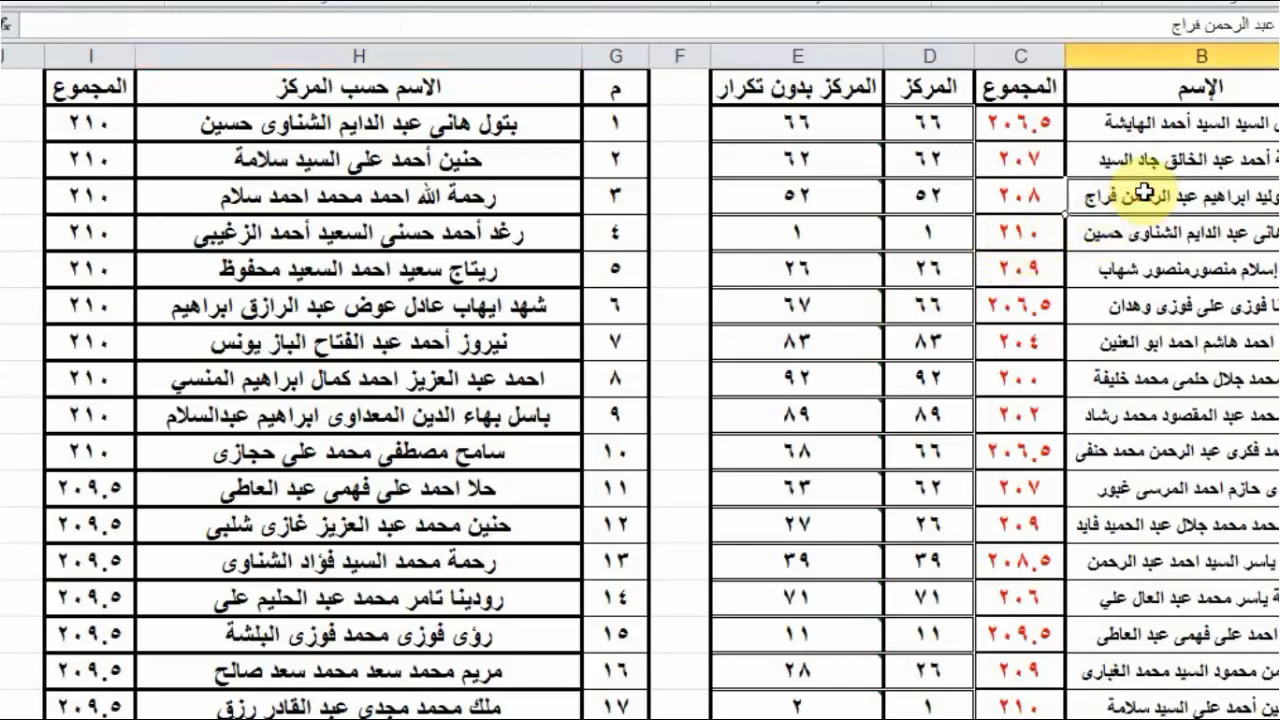 عبد الرحمن فراج
B C D E F G H I
الإسم المجموع المركز المركز بدون تكرار م الاسم حسب المركز المجموع
السيد السيد أحمد الهايشة ٢٠٦.٥ ٦٦ ٦٦ ١ بتول هاني عبد الدايم الشناوى حسين ٢١٠
أحمد عبد الخالق جاد السيد ٢٠٧ ٦٢ ٦٢ ٢ حنين أحمد على السيد سلامة ٢١٠
وليد ابراهيم عبد الرحمن فراج ٢٠٨ ٥٢ ٥٢ ٣ رحمة الله احمد محمد احمد سلام ٢١٠
هانى عبد الدايم الشناوى حسين ٢١٠ ١ ١ ٤ رغد أحمد حسنى السعيد أحمد الزغيبى ٢١٠
إسلام منصورمنصور شهاب ٢٠٩ ٢٦ ٢٦ ٥ ريتاج سعيد احمد السعيد محفوظ ٢١٠
فوزى على فوزى وهدان ٢٠٦.٥ ٦٦ ٦٧ ٦ شهد ايهاب عادل عوض عبد الرازق ابراهيم ٢١٠
احمد هاشم احمد ابو العنين ٢٠٤ ٨٣ ٨٣ ٧ نيروز أحمد عبد الفتاح الباز يونس ٢١٠
محمد جلال حلمى محمد خليفة ٢٠٠ ٩٢ ٩٢ ٨ احمد عبد العزيز احمد كمال ابراهيم المنسي ٢١٠
عبد المقصود محمد رشاد ٢٠٢ ٨٩ ٨٩ ٩ باسل بهاء الدين المعداوى ابراهيم عبدالسلام ٢١٠
فكرى عبد الرحمن محمد حنفى ٢٠٦.٥ ٦٦ ٦٨ ١٠ سامح مصطفى محمد على حجازى ٢١٠
حازم احمد المرسى غبور ٢٠٧ ٦٢ ٦٣ ١١ حلا احمد على فهمى عبد العاطى ٢٠٩.٥
محمد جلال عبد الحميد فايد ٢٠٩ ٢٦ ٢٧ ١٢ حنين محمد عبد العزيز غازى شلبى ٢٠٩.٥
ياسر السيد احمد عبد الرحمن ٢٠٨.٥ ٣٩ ٣٩ ١٣ رحمة محمد السيد فؤاد الشناوى ٢٠٩.٥
ياسر محمد عبد العال علي ٢٠٦ ٧١ ٧١ ١٤ رودينا تامر محمد عبد الحليم على ٢٠٩.٥
احمد على فهمى عبد العاطى ٢٠٩.٥ ١١ ١١ ١٥ رؤى فوزى محمد فوزى البلشة ٢٠٩.٥
محمود السيد محمد الغبارى ٢٠٩ ٢٦ ٢٨ ١٦ مريم محمد سعد محمد سعد صالح ٢٠٩.٥
أحمد على السيد سلامة ٢١٠ ١ ٢ ١٧ ملك محمد مجدى عبد القادر رزق ٢٠٩.٥